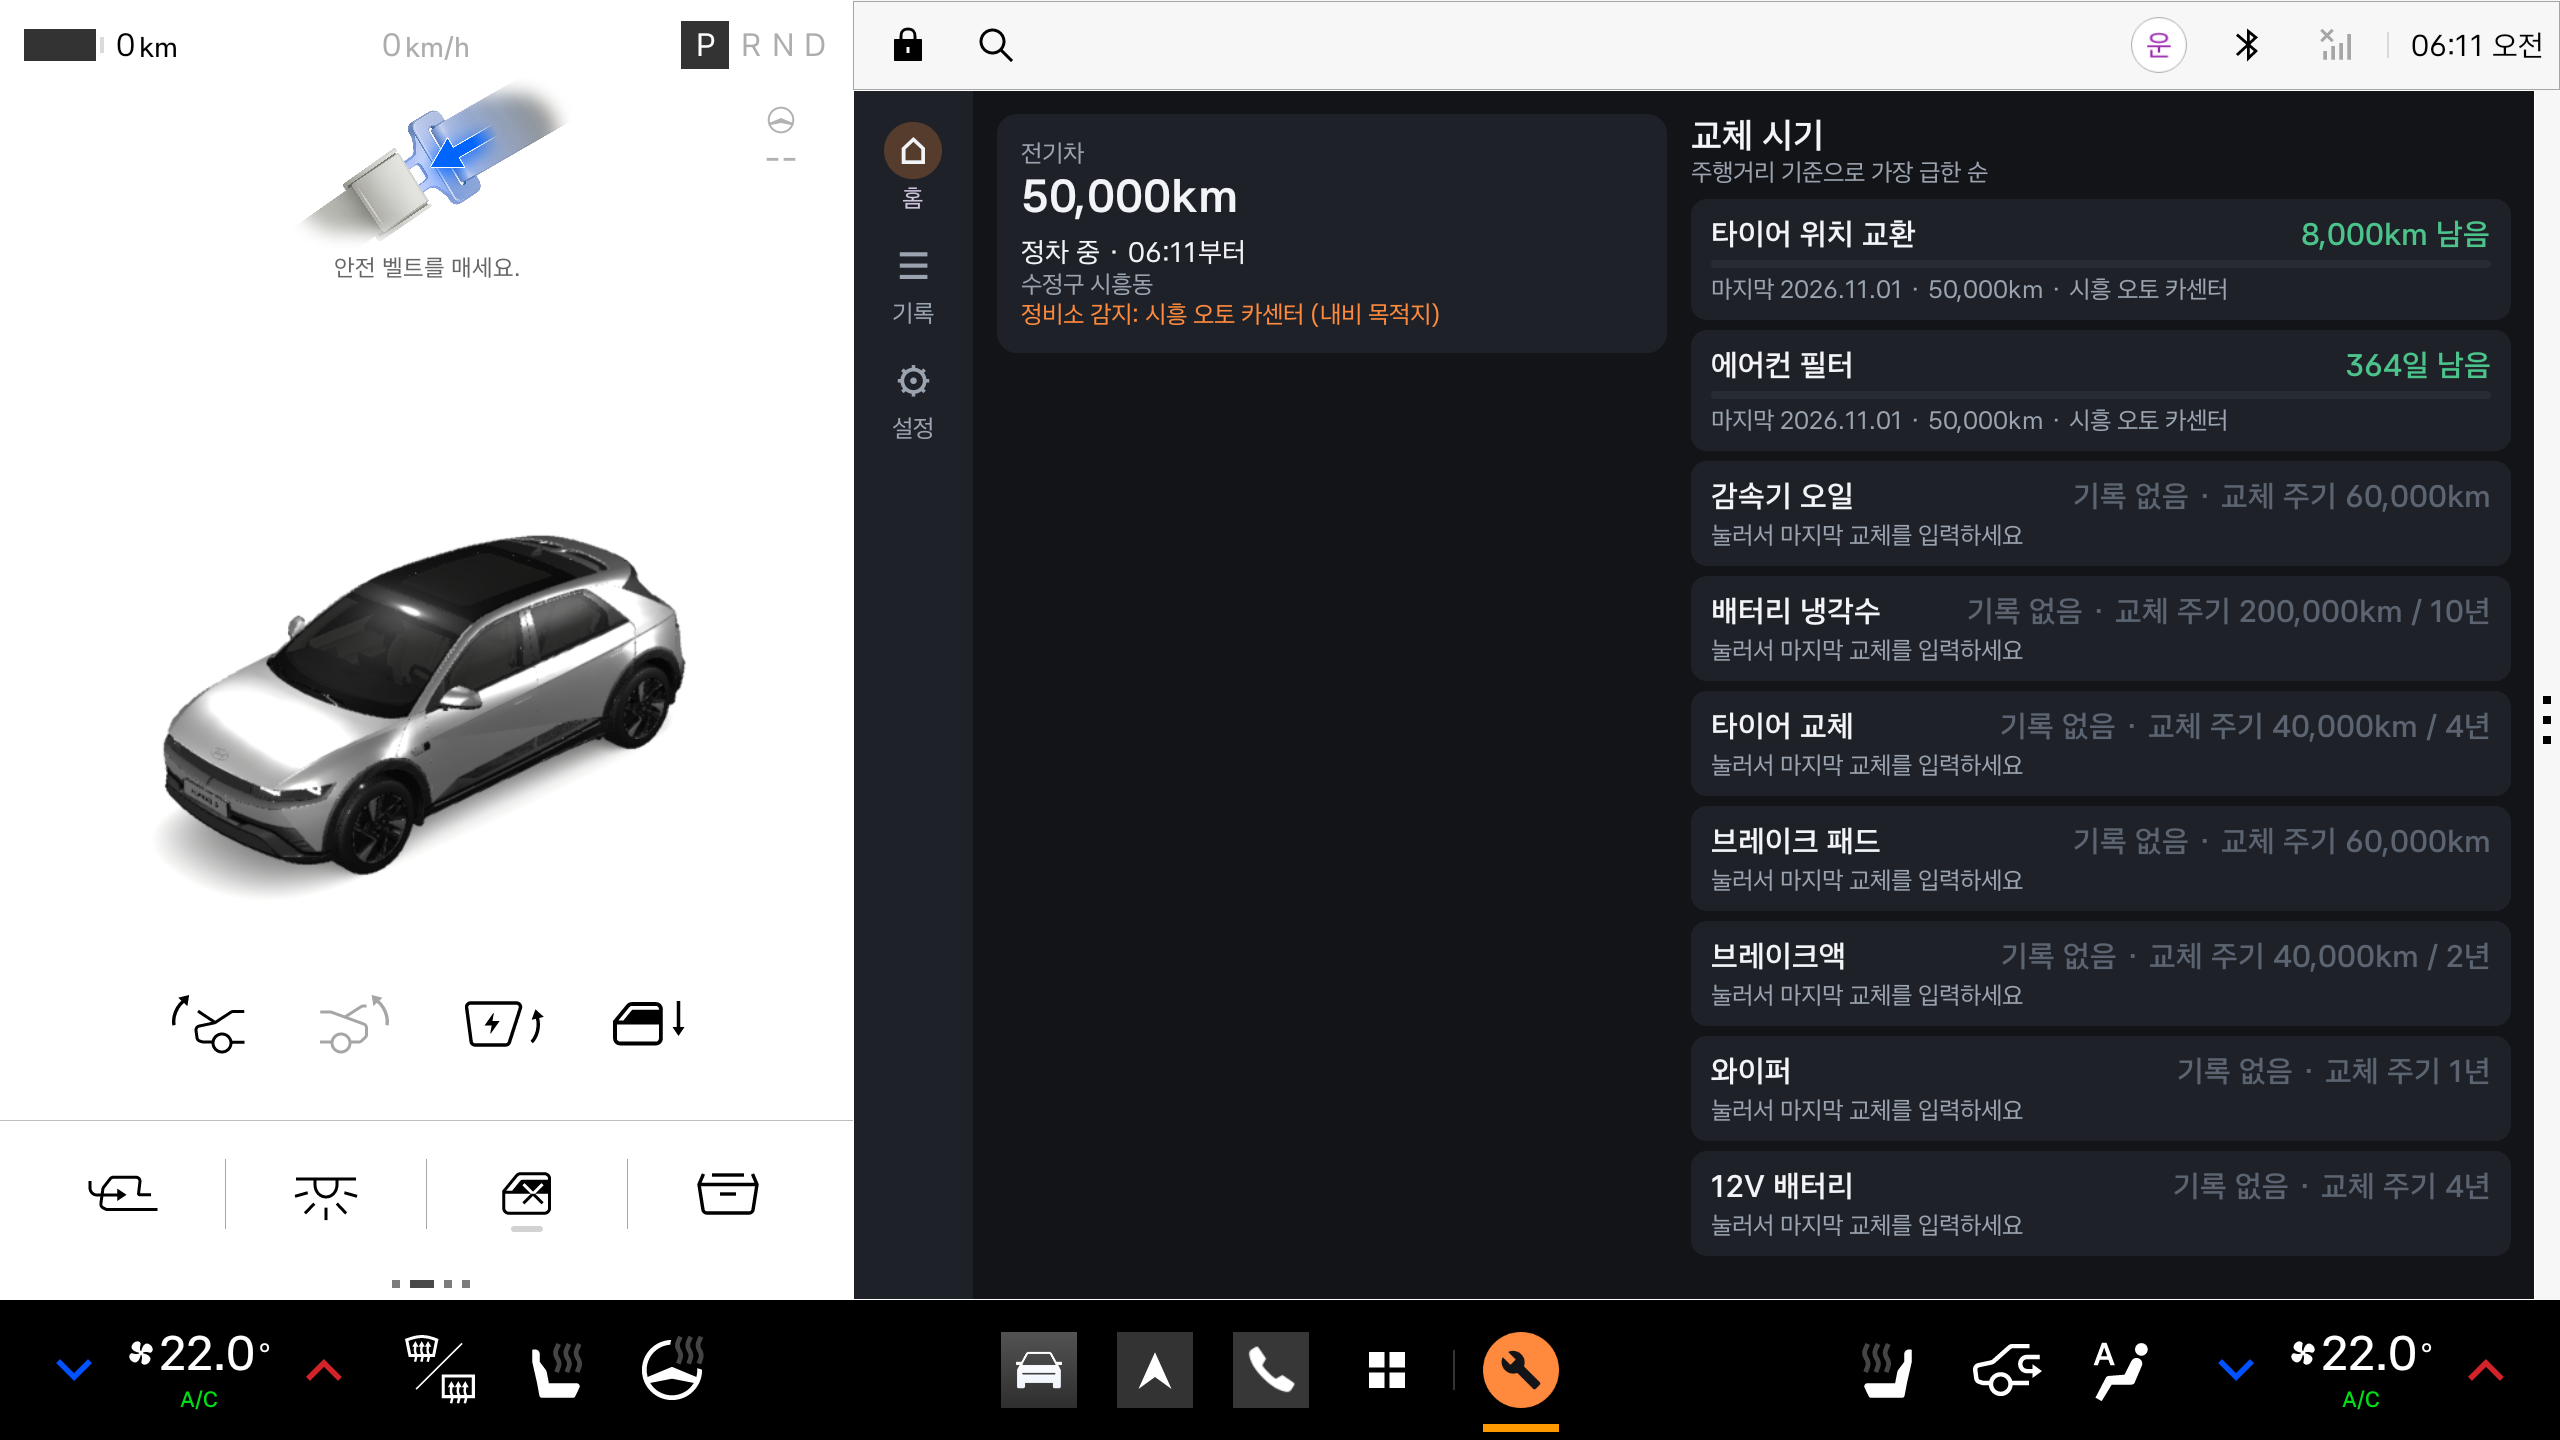 0 km
0 km/h
P R N D
안전 벨트를 매세요.
운
06:11 오전
홈
기록
설정
전기차
50,000km
정차 중 · 06:11부터
수정구 시흥동
정비소 감지: 시흥 오토 카센터 (내비 목적지)
교체 시기
주행거리 기준으로 가장 급한 순
타이어 위치 교환
8,000km 남음
마지막 2026.11.01 · 50,000km · 시흥 오토 카센터
에어컨 필터
364일 남음
마지막 2026.11.01 · 50,000km · 시흥 오토 카센터
감속기 오일
기록 없음 · 교체 주기 60,000km
눌러서 마지막 교체를 입력하세요
배터리 냉각수
기록 없음 · 교체 주기 200,000km / 10년
눌러서 마지막 교체를 입력하세요
타이어 교체
기록 없음 · 교체 주기 40,000km / 4년
눌러서 마지막 교체를 입력하세요
브레이크 패드
기록 없음 · 교체 주기 60,000km
눌러서 마지막 교체를 입력하세요
브레이크액
기록 없음 · 교체 주기 40,000km / 2년
눌러서 마지막 교체를 입력하세요
와이퍼
기록 없음 · 교체 주기 1년
눌러서 마지막 교체를 입력하세요
12V 배터리
기록 없음 · 교체 주기 4년
눌러서 마지막 교체를 입력하세요
22.0°
A/C
A
22.0°
A/C